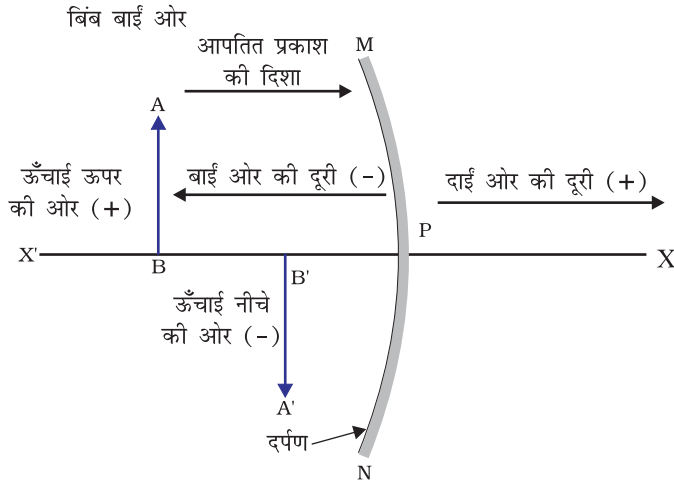 बिंब बाईं ओर
आपतित प्रकाश
की दिशा
M
A
ऊँचाई ऊपर
की ओर (+)
बाईं ओर की दूरी (-)
दाईं ओर की दूरी (+)
P
X'
X
B
B'
ऊँचाई नीचे
की ओर (-)
A'
दर्पण
N